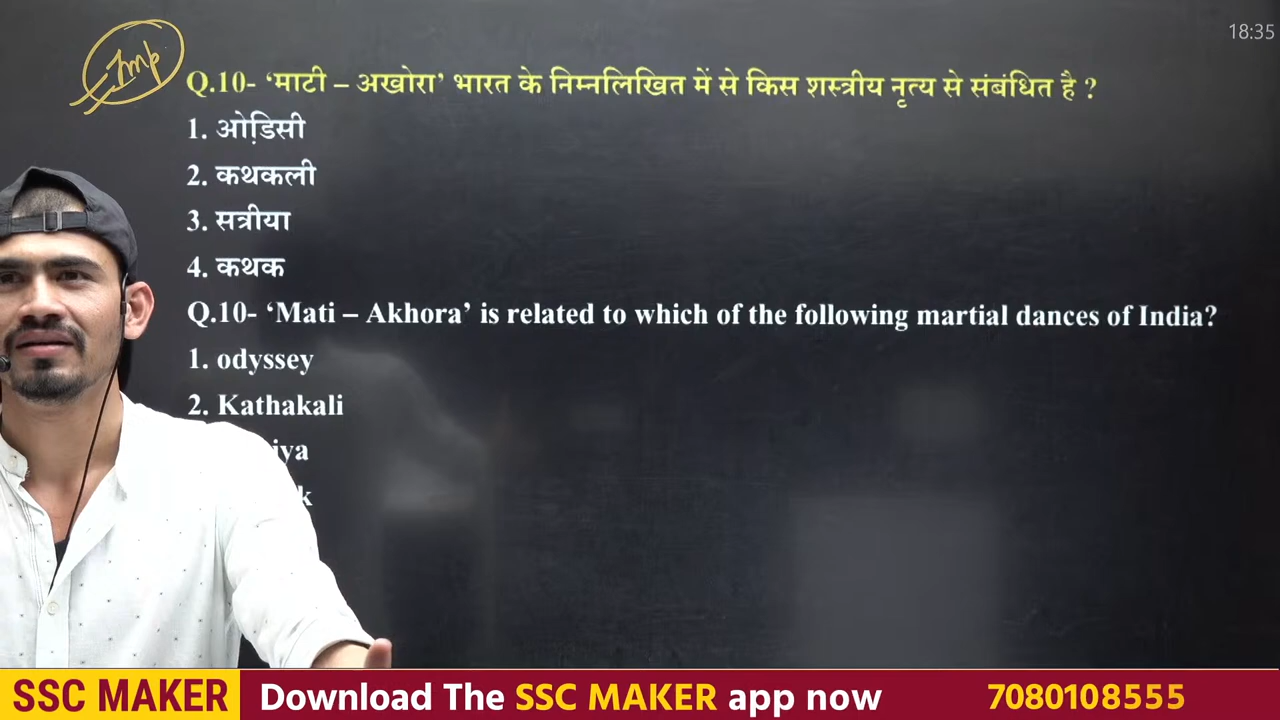 18:35
Imp
Q.10- ‘माटी – अखोरा’ भारत के निम्नलिखित में से किस शस्त्रीय नृत्य से संबंधित है ?
1. ओड़िसी
2. कथकली
3. सत्रीया
4. कथक
Q.10- ‘Mati – Akhora’ is related to which of the following martial dances of India?
1. odyssey
2. Kathakali
iya
k
SSC MAKER
Download The SSC MAKER app now
7080108555